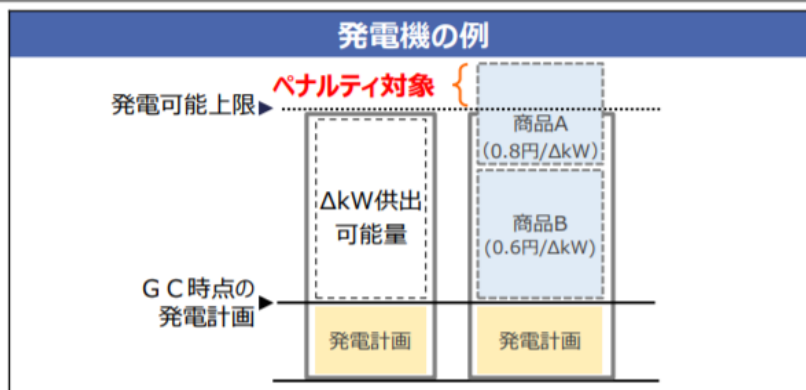 発電機の例
ペナルティ対象
発電可能上限
商品A
(0.8円/ΔkW)
ΔkW供出
可能量
商品B
(0.6円/ΔkW)
GC時点の
発電計画
発電計画
発電計画